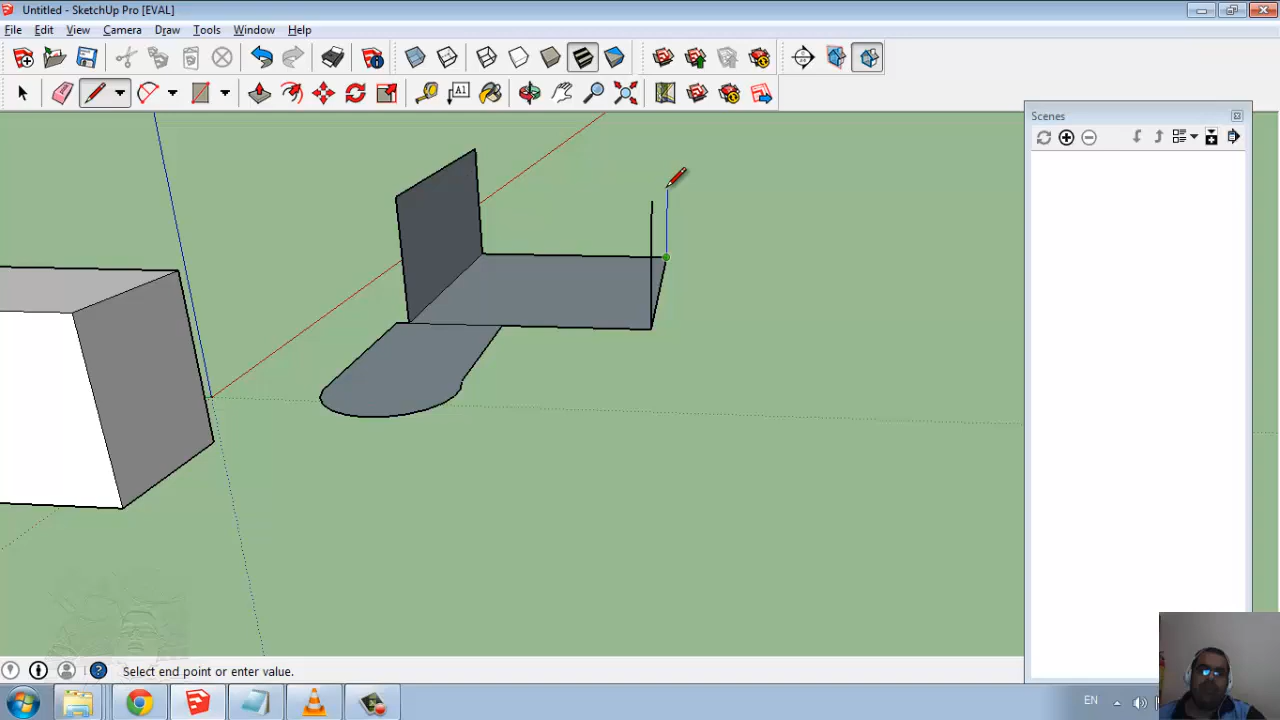 Untitled - SketchUp Pro [EVAL]
File Edit View Camera Draw Tools Window Help
A1
Scenes
Select end point or enter value.
EN